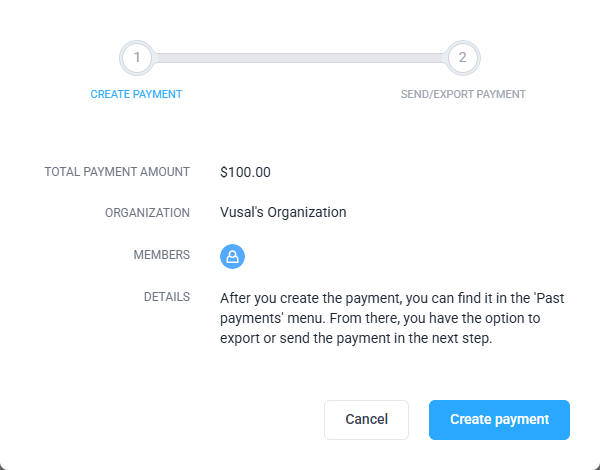 1
2
CREATE PAYMENT
SEND/EXPORT PAYMENT
TOTAL PAYMENT AMOUNT $100.00
ORGANIZATION Vusal's Organization
MEMBERS
DETAILS After you create the payment, you can find it in the 'Past
payments' menu. From there, you have the option to
export or send the payment in the next step.
Cancel
Create payment